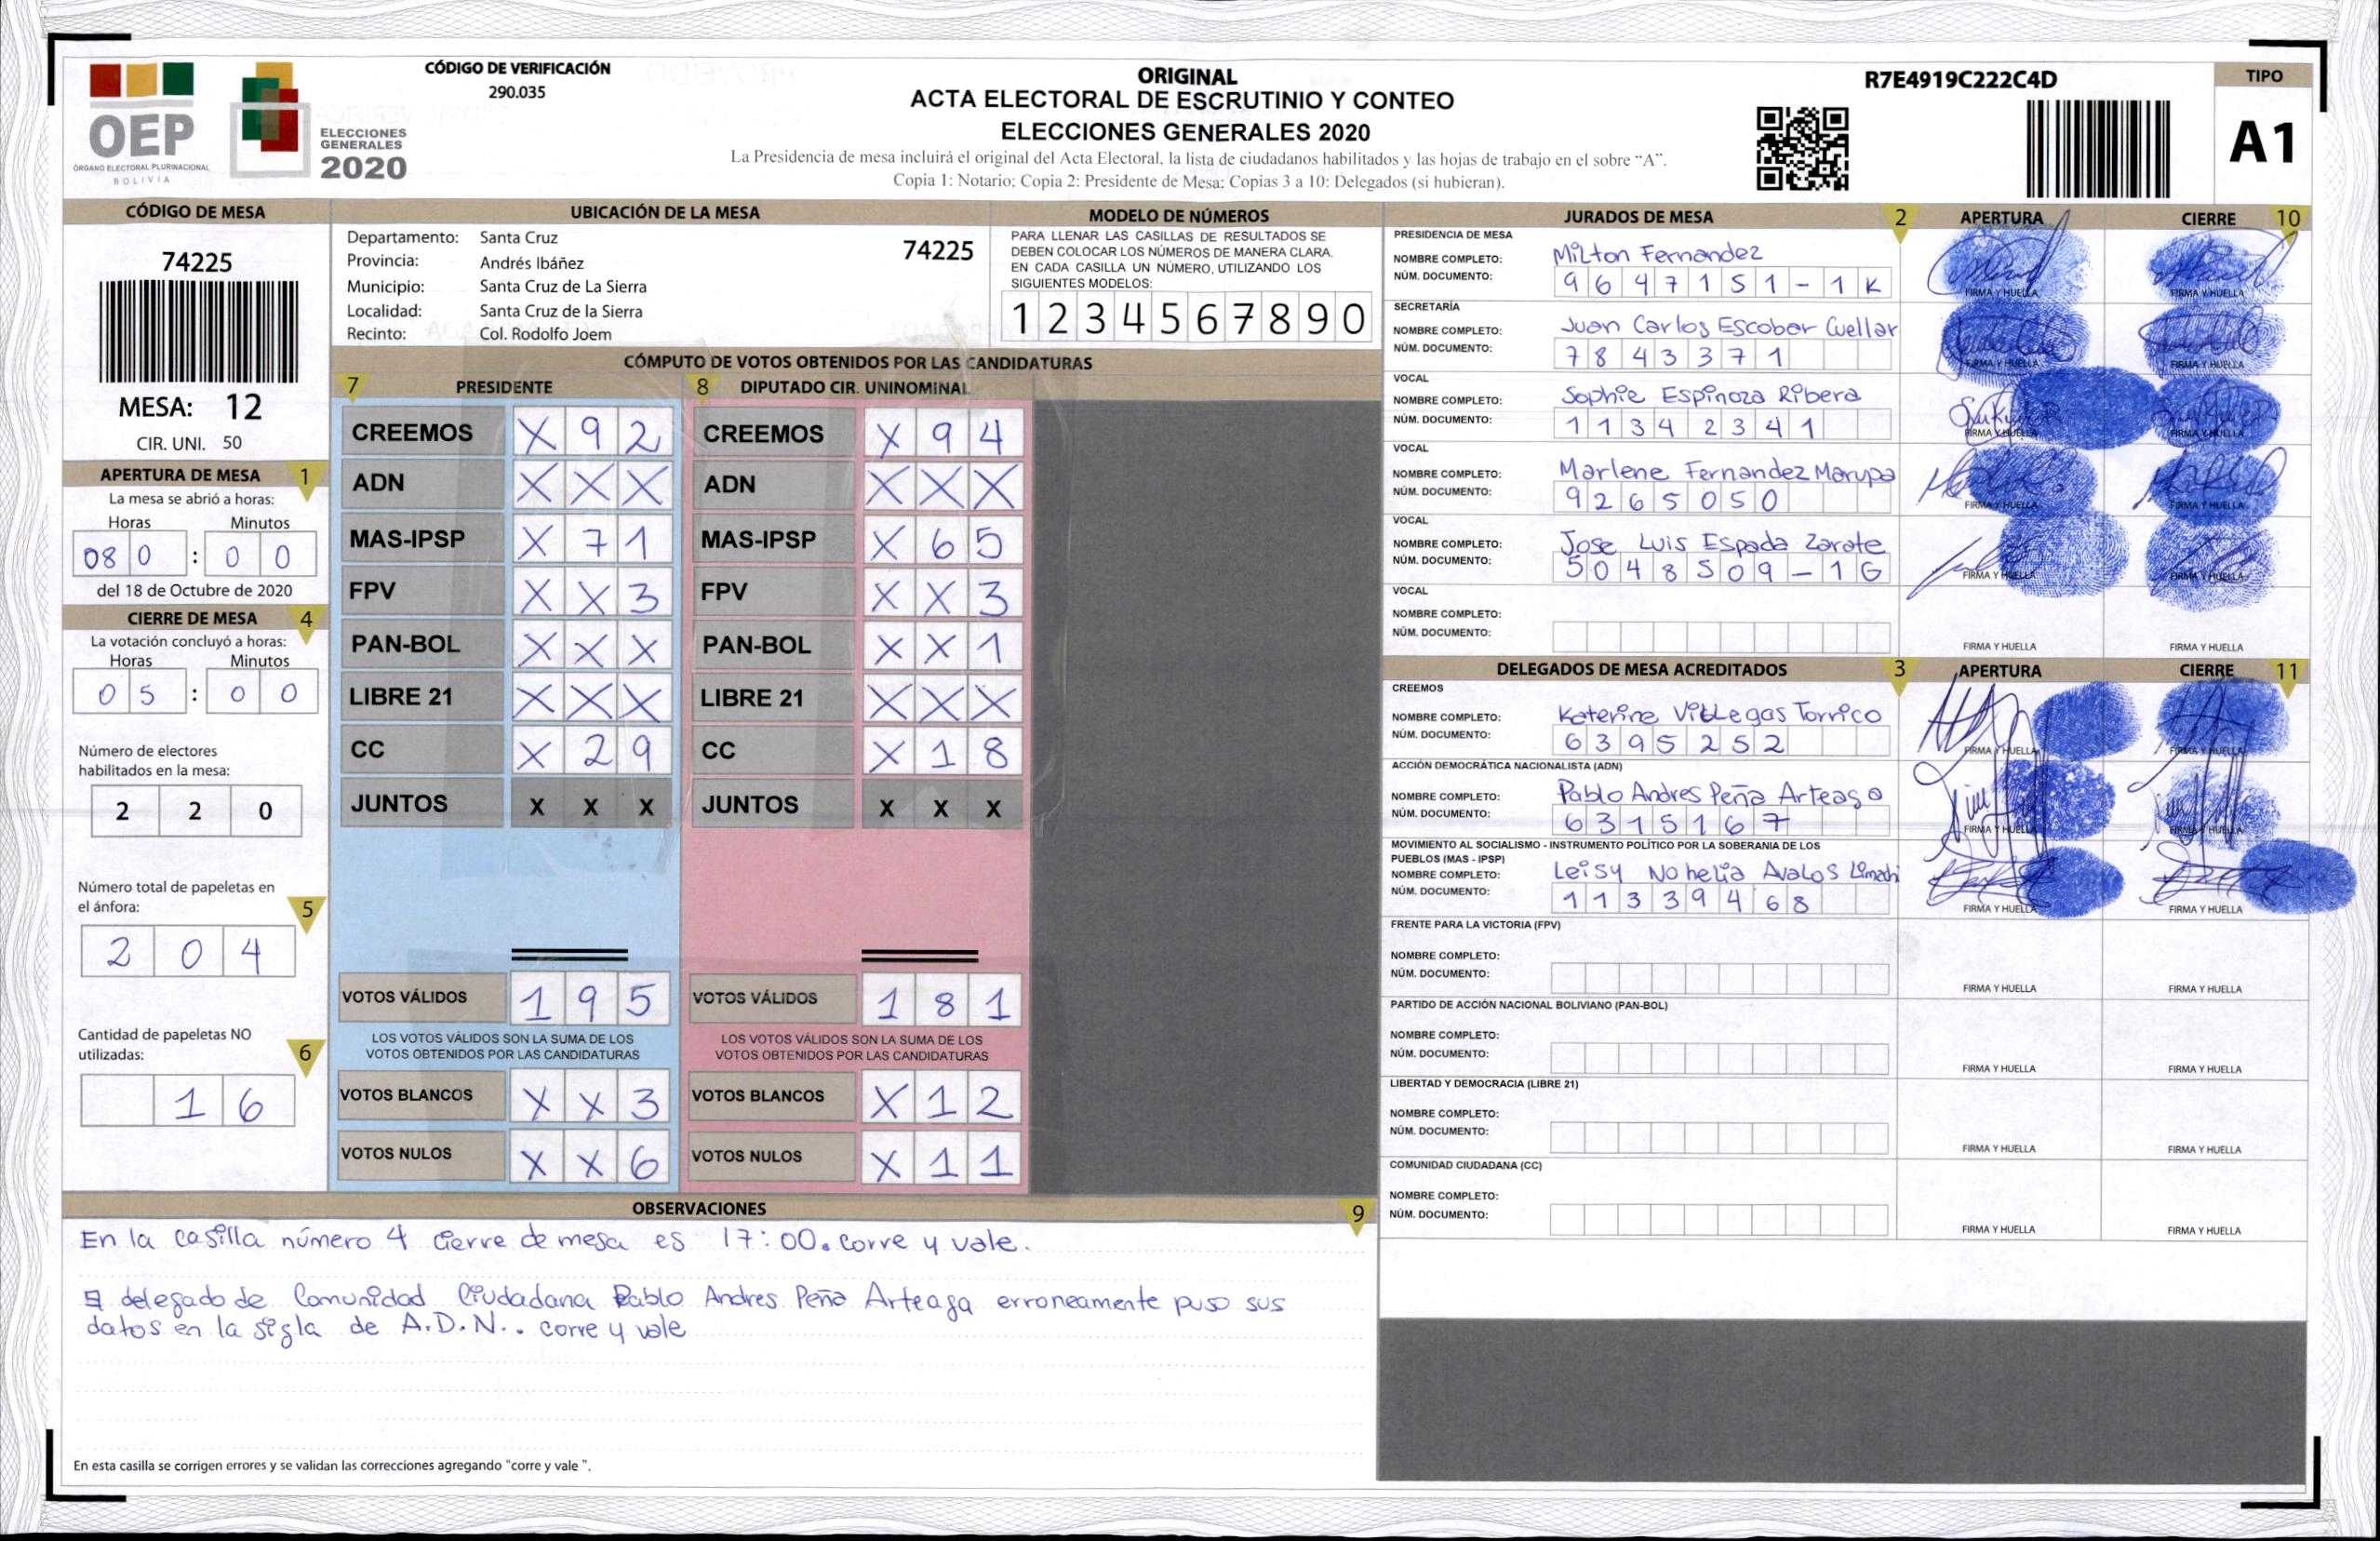 OEP
ÓRGANO ELECTORAL PLURINACIONAL
BOLIVIA
ELECCIONES
GENERALES
2020
CÓDIGO DE VERIFICACIÓN
290.035
ORIGINAL
ACTA ELECTORAL DE ESCRUTINIO Y CONTEO
ELECCIONES GENERALES 2020
La Presidencia de mesa incluirá el original del Acta Electoral, la lista de ciudadanos habilitados y las hojas de trabajo en el sobre “A”.
Copia 1: Notario; Copia 2: Presidente de Mesa; Copias 3 a 10: Delegados (si hubieran).
R7E4919C222C4D
TIPO
A1
CÓDIGO DE MESA
74225
MESA: 12
CIR. UNI. 50
APERTURA DE MESA 1
La mesa se abrió a horas:
Horas Minutos
08 0 : 0 0
del 18 de Octubre de 2020
CIERRE DE MESA 4
La votación concluyó a horas:
Horas Minutos
0 5 : 0 0
Número de electores
habilitados en la mesa:
2 2 0
Número total de papeletas en
el ánfora: 5
2 0 4
Cantidad de papeletas NO
utilizadas: 6
1 6
UBICACIÓN DE LA MESA
Departamento: Santa Cruz 74225
Provincia: Andrés Ibáñez
Municipio: Santa Cruz de La Sierra
Localidad: Santa Cruz de la Sierra
Recinto: Col. Rodolfo Joem
MODELO DE NÚMEROS
PARA LLENAR LAS CASILLAS DE RESULTADOS SE
DEBEN COLOCAR LOS NÚMEROS DE MANERA CLARA.
EN CADA CASILLA UN NÚMERO, UTILIZANDO LOS
SIGUIENTES MODELOS:
1 2 3 4 5 6 7 8 9 0
CÓMPUTO DE VOTOS OBTENIDOS POR LAS CANDIDATURAS
7 PRESIDENTE
CREEMOS X 9 2
ADN X X X
MAS-IPSP X 7 1
FPV X X 3
PAN-BOL X X X
LIBRE 21 X X X
CC X 2 9
JUNTOS X X X
VOTOS VÁLIDOS 1 9 5
LOS VOTOS VÁLIDOS SON LA SUMA DE LOS
VOTOS OBTENIDOS POR LAS CANDIDATURAS
VOTOS BLANCOS X X 3
VOTOS NULOS X X 6
8 DIPUTADO CIR. UNINOMINAL
CREEMOS X 9 4
ADN X X X
MAS-IPSP X 6 5
FPV X X 3
PAN-BOL X X 1
LIBRE 21 X X X
CC X 1 8
JUNTOS X X X
VOTOS VÁLIDOS 1 8 1
LOS VOTOS VÁLIDOS SON LA SUMA DE LOS
VOTOS OBTENIDOS POR LAS CANDIDATURAS
VOTOS BLANCOS X 1 2
VOTOS NULOS X 1 1
OBSERVACIONES 9
En la casilla número 4 cierre de mesa es 17:00. corre y vale.
El delegado de Comunidad Ciudadana Pablo Andres Peña Arteaga erroneamente puso sus
datos en la sigla de A.D.N.. corre y vale
En esta casilla se corrigen errores y se validan las correcciones agregando "corre y vale ".
JURADOS DE MESA 2 APERTURA CIERRE 10
PRESIDENCIA DE MESA
NOMBRE COMPLETO: Milton Fernandez
NÚM. DOCUMENTO: 9 6 4 7 1 5 1 - 1 K
FIRMA Y HUELLA FIRMA Y HUELLA
SECRETARÍA
NOMBRE COMPLETO: Juan Carlos Escobar Cuellar
NÚM. DOCUMENTO: 7 8 4 3 3 7 1
FIRMA Y HUELLA FIRMA Y HUELLA
VOCAL
NOMBRE COMPLETO: Sophie Espinoza Ribera
NÚM. DOCUMENTO: 1 1 3 4 2 3 4 1
FIRMA Y HUELLA FIRMA Y HUELLA
VOCAL
NOMBRE COMPLETO: Marlene Fernandez Marupa
NÚM. DOCUMENTO: 9 2 6 5 0 5 0
FIRMA Y HUELLA FIRMA Y HUELLA
VOCAL
NOMBRE COMPLETO: Jose Luis Espada Zarate
NÚM. DOCUMENTO: 5 0 4 8 5 0 9 - 1 G
FIRMA Y HUELLA FIRMA Y HUELLA
VOCAL
NOMBRE COMPLETO:
NÚM. DOCUMENTO:
FIRMA Y HUELLA FIRMA Y HUELLA
DELEGADOS DE MESA ACREDITADOS 3 APERTURA CIERRE 11
CREEMOS
NOMBRE COMPLETO: Katerine Villegas Torrico
NÚM. DOCUMENTO: 6 3 9 5 2 5 2
FIRMA Y HUELLA FIRMA Y HUELLA
ACCIÓN DEMOCRÁTICA NACIONALISTA (ADN)
NOMBRE COMPLETO: Pablo Andres Peña Arteaga
NÚM. DOCUMENTO: 6 3 1 5 1 6 7
FIRMA Y HUELLA FIRMA Y HUELLA
MOVIMIENTO AL SOCIALISMO - INSTRUMENTO POLÍTICO POR LA SOBERANIA DE LOS
PUEBLOS (MAS - IPSP)
NOMBRE COMPLETO: Leisy Nohelia Avalos Limachi
NÚM. DOCUMENTO: 1 1 3 3 9 4 6 8
FIRMA Y HUELLA FIRMA Y HUELLA
FRENTE PARA LA VICTORIA (FPV)
NOMBRE COMPLETO:
NÚM. DOCUMENTO:
FIRMA Y HUELLA FIRMA Y HUELLA
PARTIDO DE ACCIÓN NACIONAL BOLIVIANO (PAN-BOL)
NOMBRE COMPLETO:
NÚM. DOCUMENTO:
FIRMA Y HUELLA FIRMA Y HUELLA
LIBERTAD Y DEMOCRACIA (LIBRE 21)
NOMBRE COMPLETO:
NÚM. DOCUMENTO:
FIRMA Y HUELLA FIRMA Y HUELLA
COMUNIDAD CIUDADANA (CC)
NOMBRE COMPLETO:
NÚM. DOCUMENTO:
FIRMA Y HUELLA FIRMA Y HUELLA